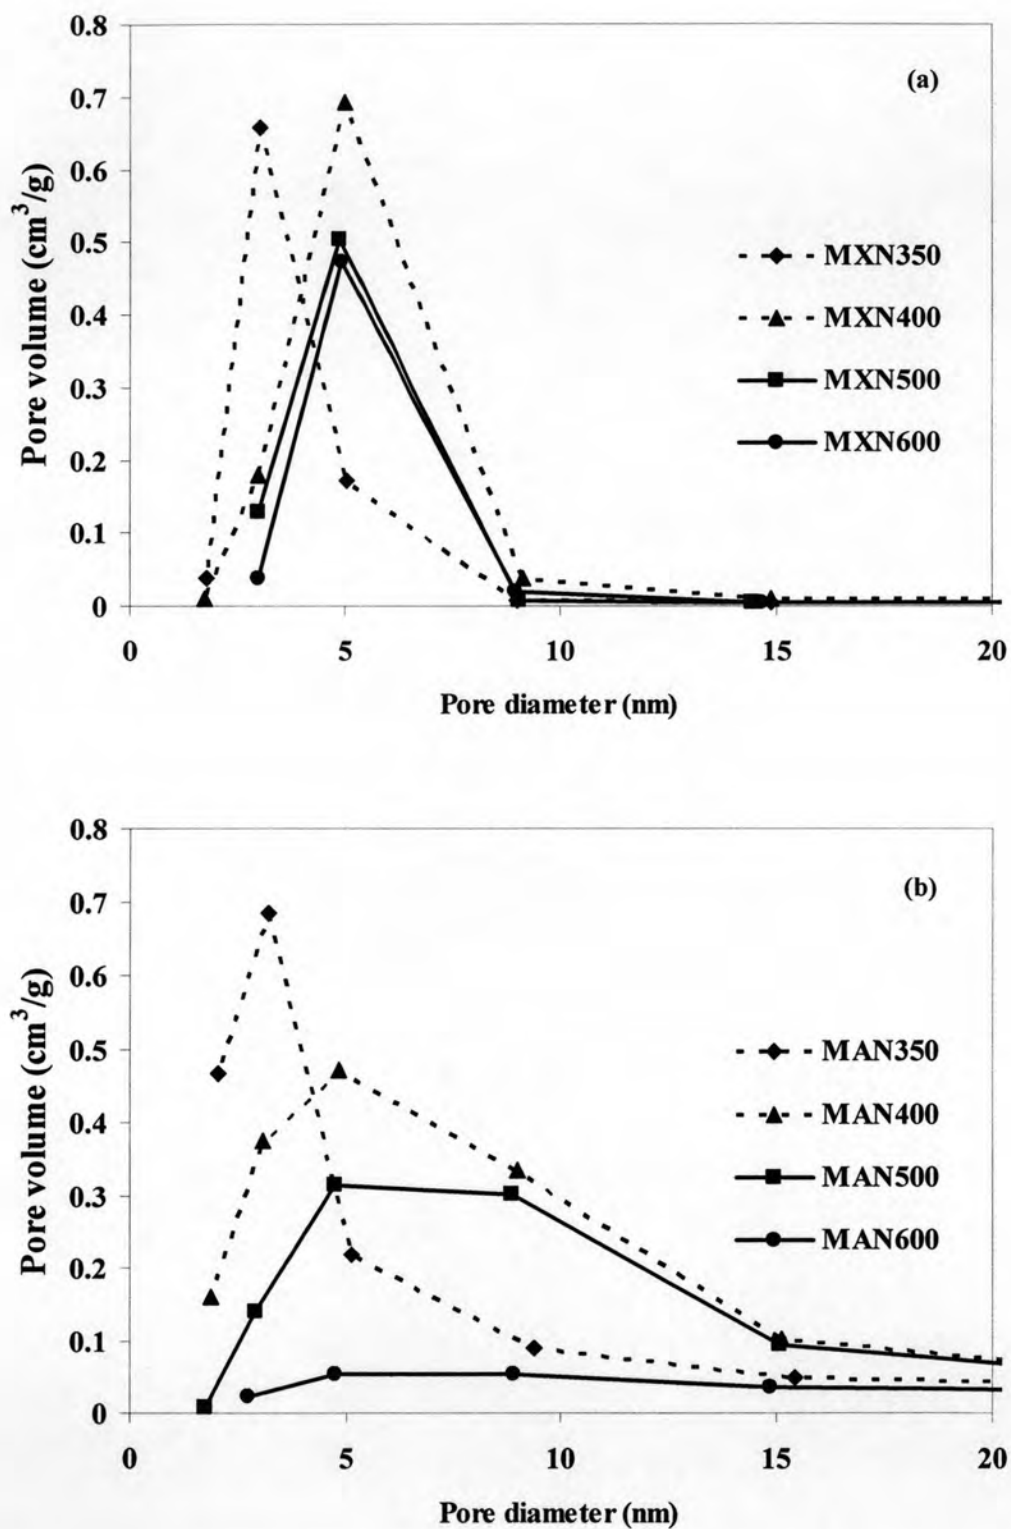 (a)
Pore volume (cm³/g)
0.8
0.7
0.6
0.5
0.4
0.3
0.2
0.1
0
MXN350
MXN400
MXN500
MXN600
0 5 10 15 20
Pore diameter (nm)
(b)
Pore volume (cm³/g)
0.8
0.7
0.6
0.5
0.4
0.3
0.2
0.1
0
MAN350
MAN400
MAN500
MAN600
0 5 10 15 20
Pore diameter (nm)